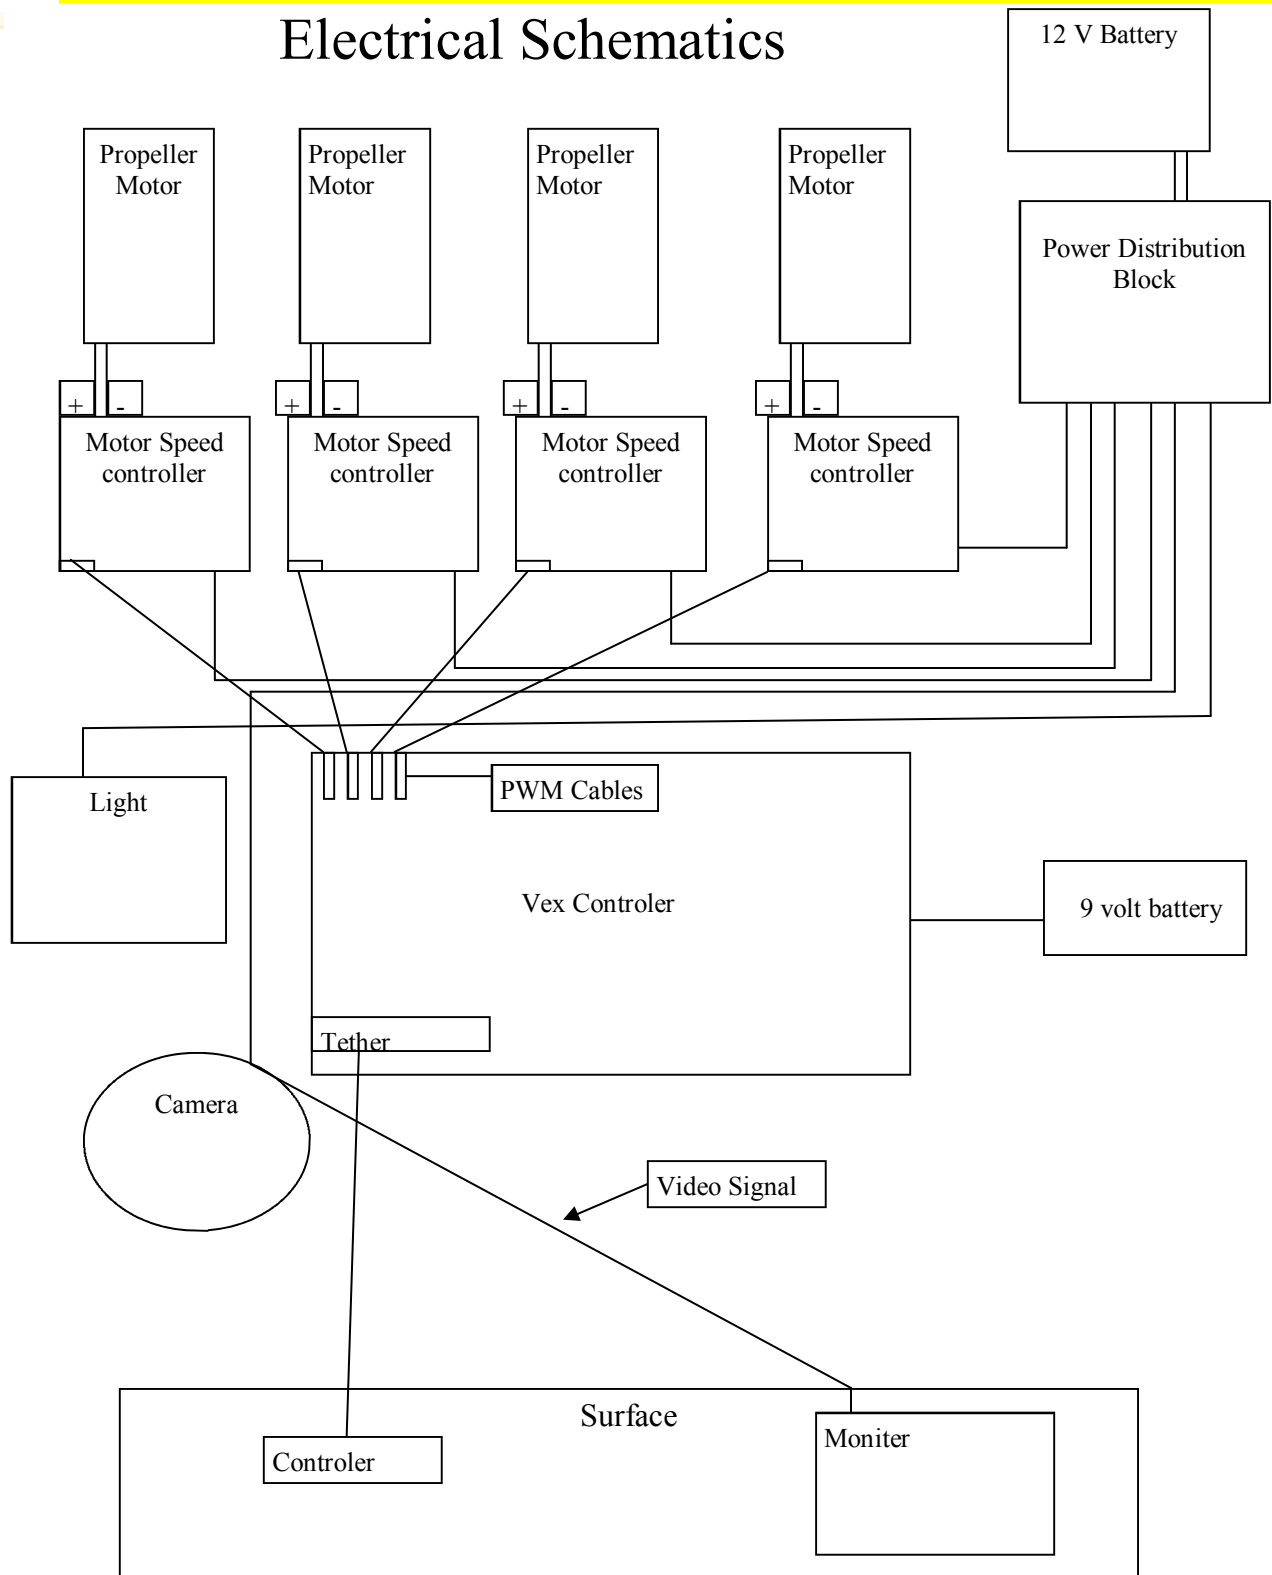 Electrical Schematics
12 V Battery
Propeller
Motor
Propeller
Motor
Propeller
Motor
Propeller
Motor
Power Distribution
Block
+ -
+ -
+ -
+ -
Motor Speed
controller
Motor Speed
controller
Motor Speed
controller
Motor Speed
controller
Light
PWM Cables
Vex Controler
9 volt battery
Tether
Camera
Video Signal
Surface
Controler
Moniter